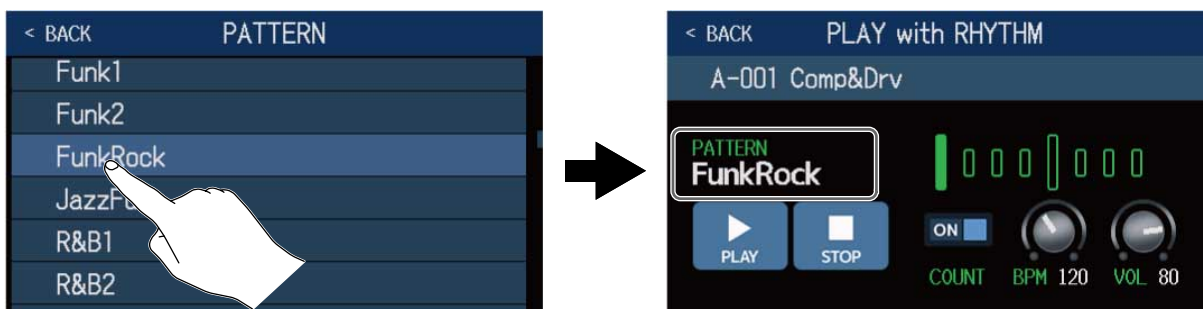 < BACK PATTERN
Funk1
Funk2
FunkRock
R&B1
R&B2
< BACK PLAY with RHYTHM
A-001 Comp&Drv
PATTERN
FunkRock
PLAY
STOP
ON
COUNT
BPM 120
VOL 80